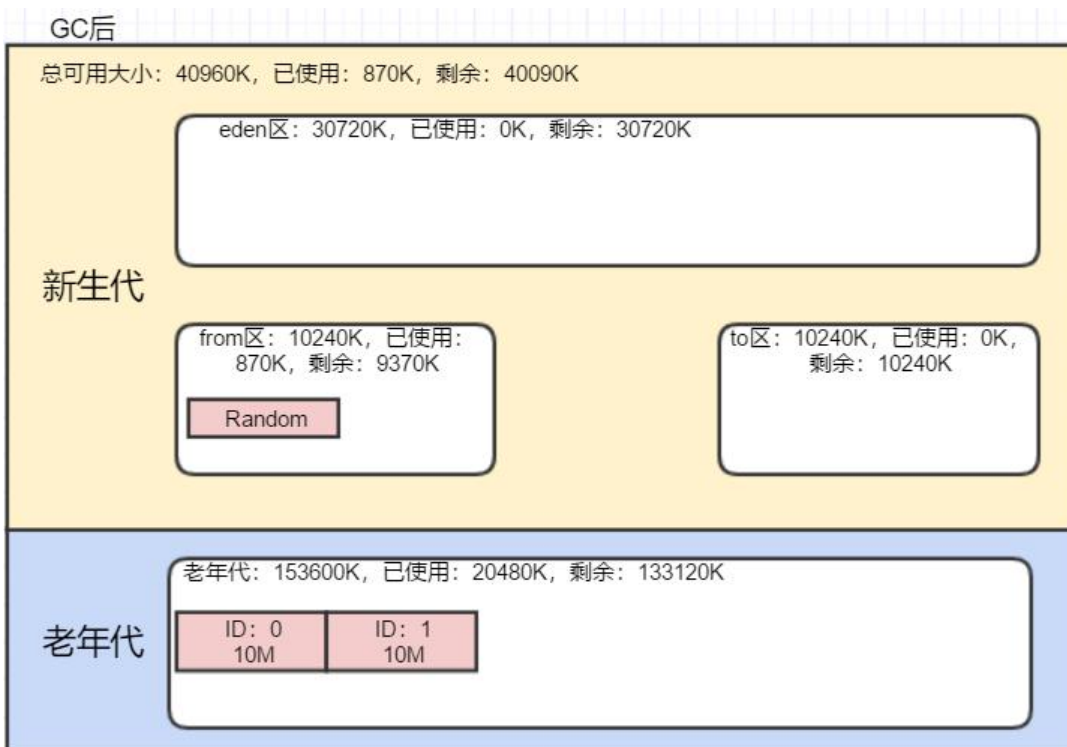 GC后
总可用大小：40960K，已使用：870K，剩余：40090K
eden区：30720K，已使用：0K，剩余：30720K
新生代
from区：10240K，已使用：
870K，剩余：9370K
Random
to区：10240K，已使用：0K，
剩余：10240K
老年代：153600K，已使用：20480K，剩余：133120K
老年代
ID：0
10M
ID：1
10M